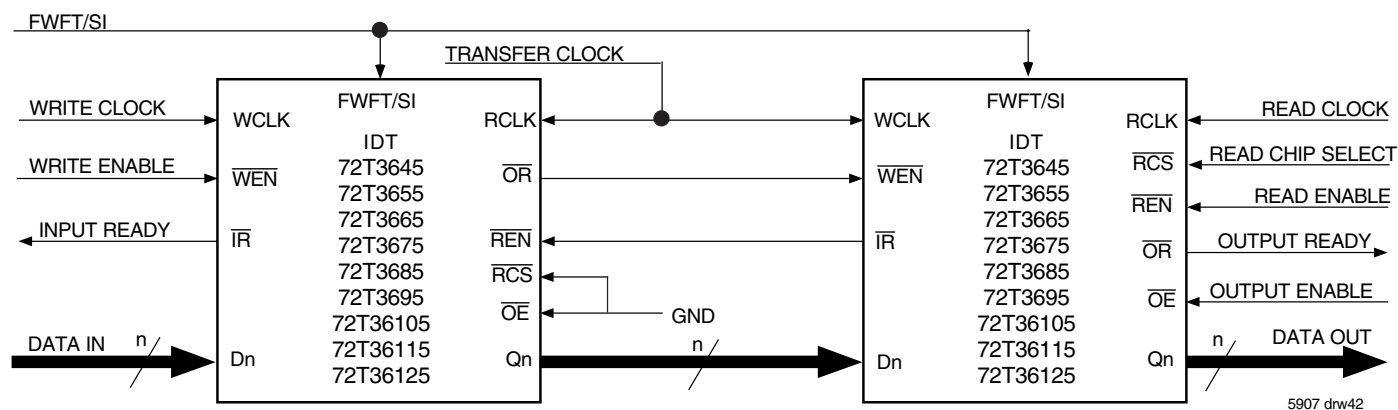 FWFT/SI
TRANSFER CLOCK
WRITE CLOCK
WRITE ENABLE
INPUT READY
DATA IN
n
FWFT/SI
WCLK
WEN
IR
Dn
IDT
72T3645
72T3655
72T3665
72T3675
72T3685
72T3695
72T36105
72T36115
72T36125
RCLK
OR
REN
RCS
OE
Qn
GND
n
FWFT/SI
WCLK
WEN
IR
Dn
IDT
72T3645
72T3655
72T3665
72T3675
72T3685
72T3695
72T36105
72T36115
72T36125
RCLK
RCS
REN
OR
OE
Qn
READ CLOCK
READ CHIP SELECT
READ ENABLE
OUTPUT READY
OUTPUT ENABLE
n
DATA OUT
5907 drw42